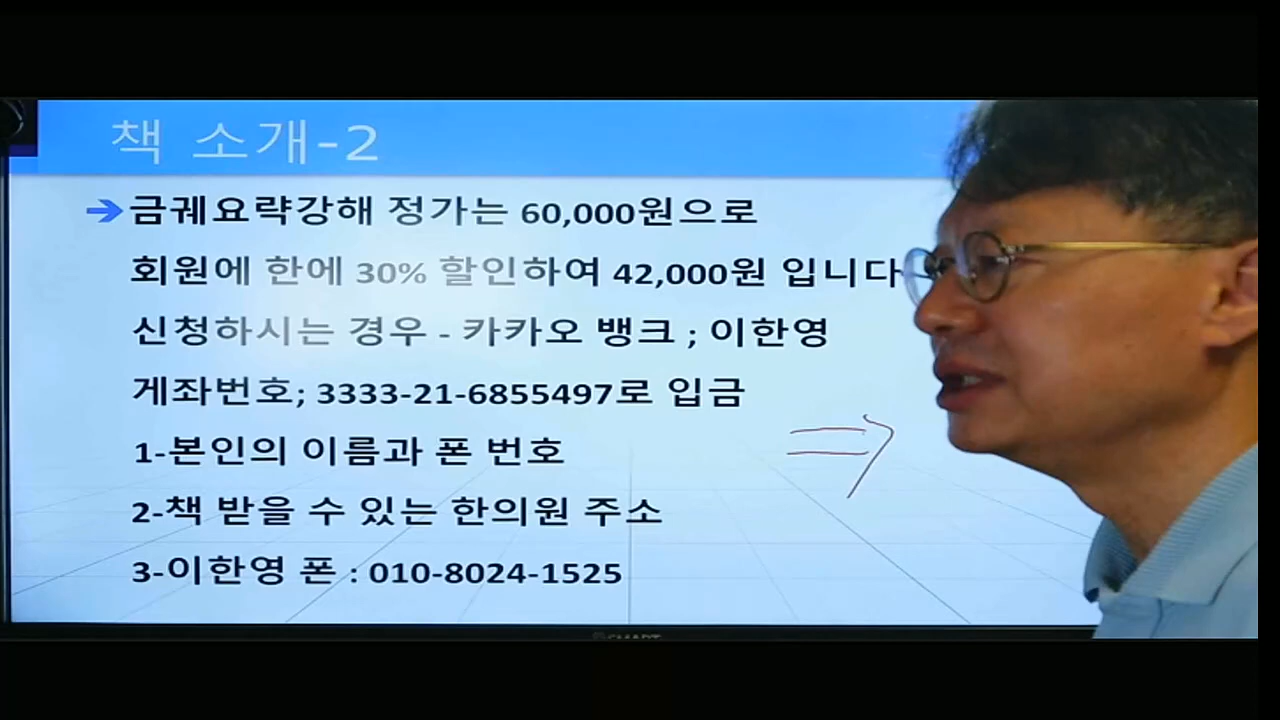 책 소개-2
➔금궤요략강해 정가는 60,000원으로
회원에 한에 30% 할인하여 42,000원 입니다
신청하시는 경우 - 카카오 뱅크 ; 이한영
게좌번호; 3333-21-6855497로 입금
1-본인의 이름과 폰 번호
2-책 받을 수 있는 한의원 주소
3-이한영 폰 : 010-8024-1525
SMART